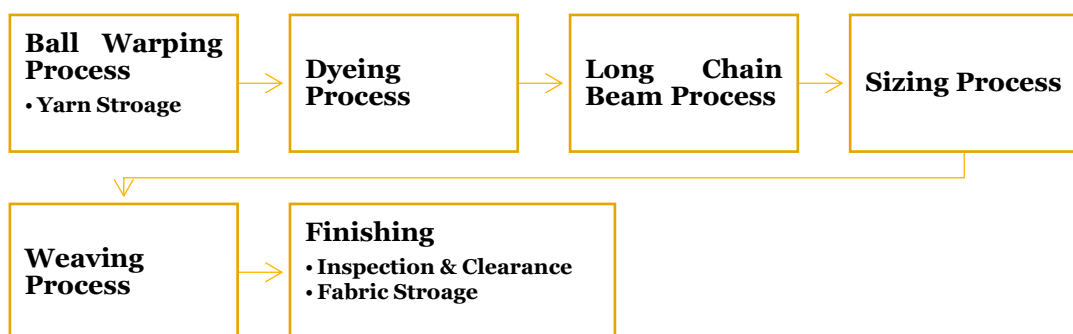 Ball Warping
Process
• Yarn Stroage
Dyeing
Process
Long Chain
Beam Process
Sizing Process
Weaving
Process
Finishing
• Inspection & Clearance
• Fabric Stroage